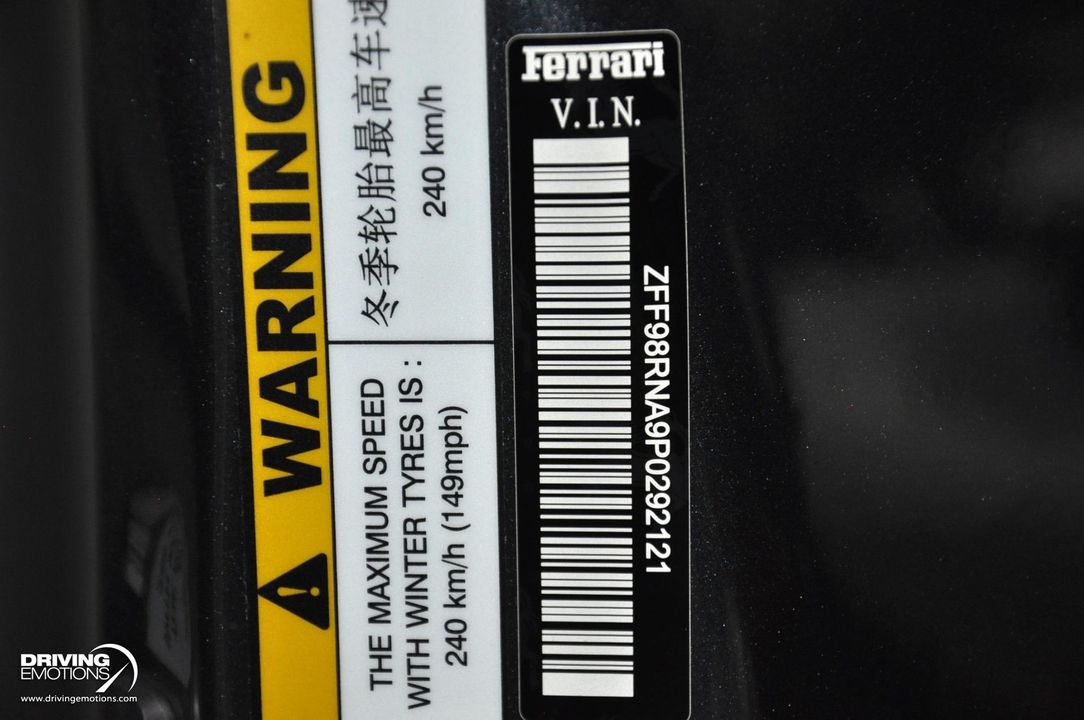 WARNING
冬季轮胎最高车速
240 km/h
THE MAXIMUM SPEED
WITH WINTER TYRES IS :
240 km/h (149mph)
Ferrari
V.I.N.
ZFF98RNA9P0292121
DRIVING
EMOTIONS
www.drivingemotions.com